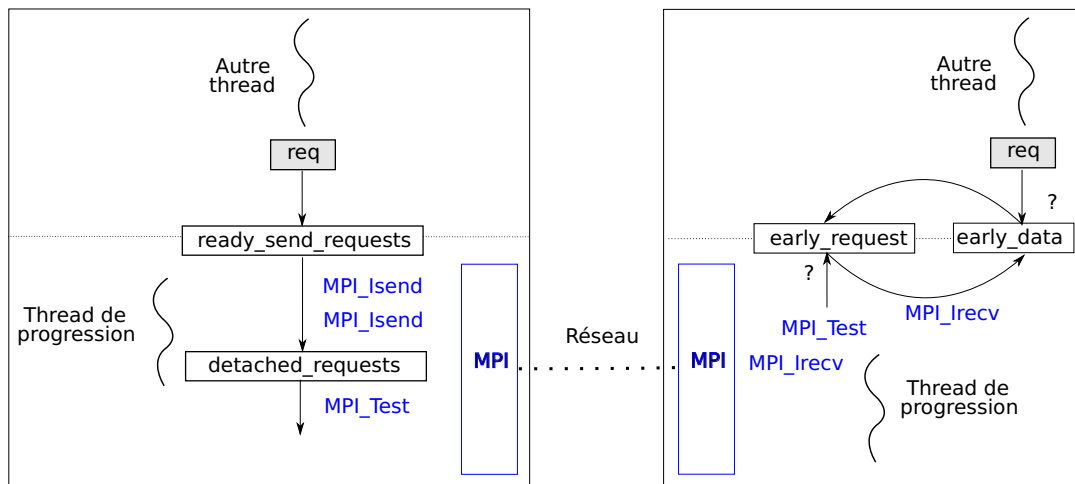 Autre
thread
req
ready_send_requests
MPI_Isend
MPI_Isend
Thread de
progression
detached_requests
MPI_Test
MPI
Réseau
MPI
Autre
thread
req
?
early_request
early_data
?
MPI_Test
MPI_Irecv
MPI_Irecv
Thread de
progression